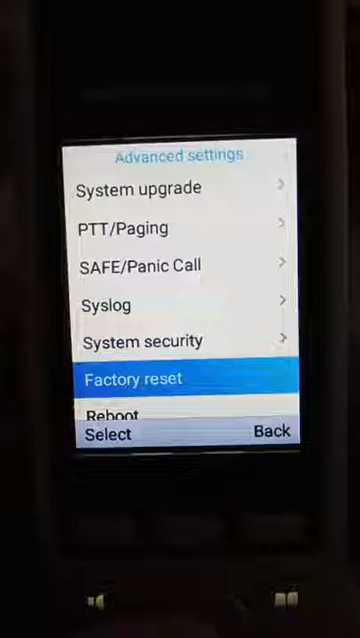 Advanced settings
System upgrade
PTT/Paging
SAFE/Panic Call
Syslog
System security
Factory reset
Reboot
Select Back